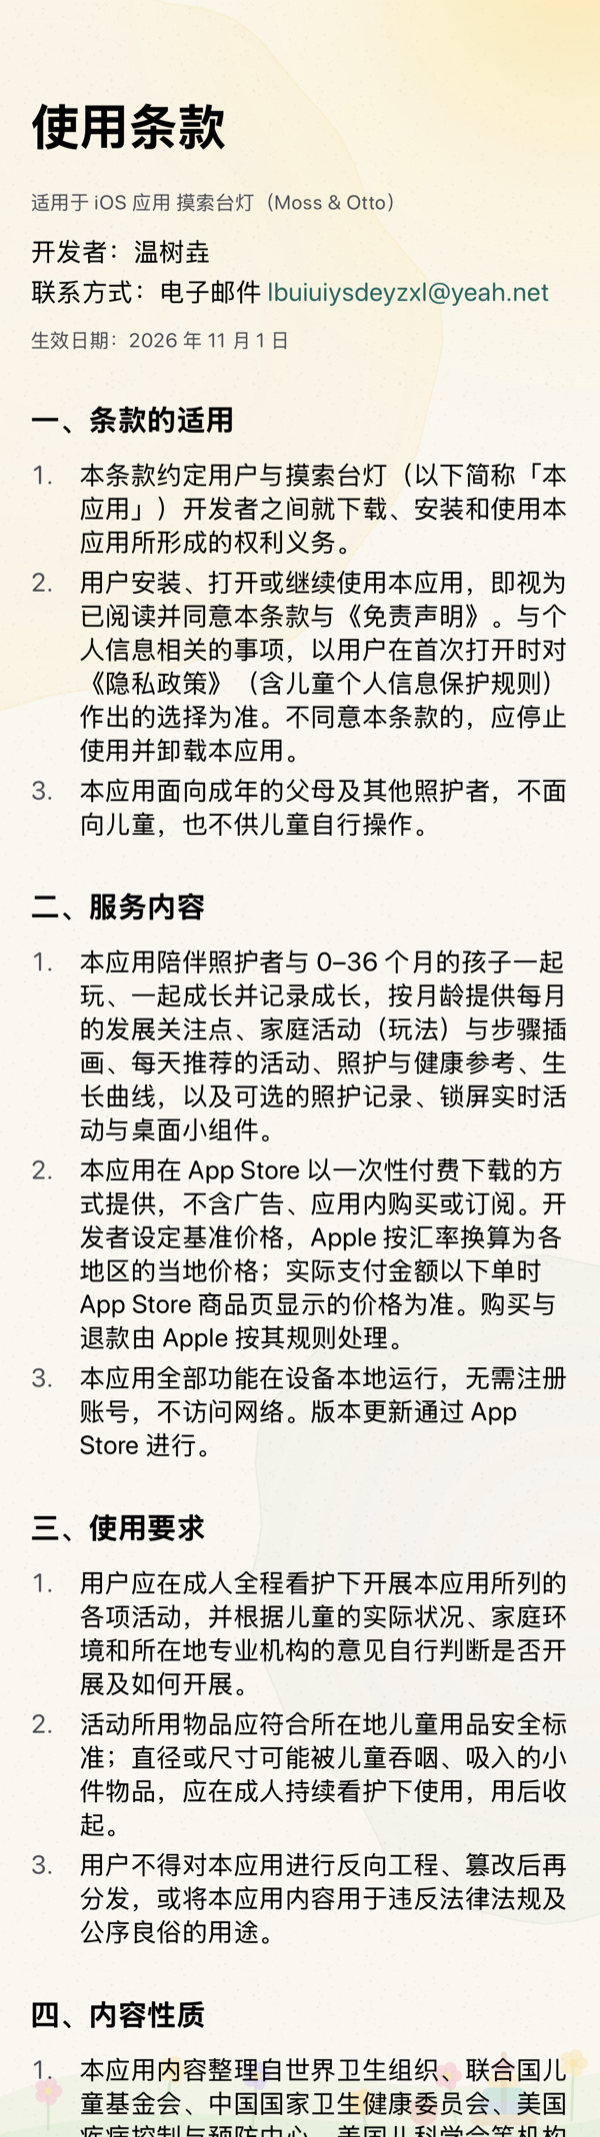 使用条款
适用于 iOS 应用 摸索台灯（Moss & Otto）
开发者：温树垚
联系方式：电子邮件 lbuiuiysdeyzxl@yeah.net
生效日期：2026 年 11 月 1 日
一、条款的适用
1. 本条款约定用户与摸索台灯（以下简称「本
应用」）开发者之间就下载、安装和使用本
应用所形成的权利义务。
2. 用户安装、打开或继续使用本应用，即视为
已阅读并同意本条款与《免责声明》。与个
人信息相关的事项，以用户在首次打开时对
《隐私政策》（含儿童个人信息保护规则）
作出的选择为准。不同意本条款的，应停止
使用并卸载本应用。
3. 本应用面向成年的父母及其他照护者，不面
向儿童，也不供儿童自行操作。
二、服务内容
1. 本应用陪伴照护者与 0–36 个月的孩子一起
玩、一起成长并记录成长，按月龄提供每月
的发展关注点、家庭活动（玩法）与步骤插
画、每天推荐的活动、照护与健康参考、生
长曲线，以及可选的照护记录、锁屏实时活
动与桌面小组件。
2. 本应用在 App Store 以一次性付费下载的方
式提供，不含广告、应用内购买或订阅。开
发者设定基准价格，Apple 按汇率换算为各
地区的当地价格；实际支付金额以下单时
App Store 商品页显示的价格为准。购买与
退款由 Apple 按其规则处理。
3. 本应用全部功能在设备本地运行，无需注册
账号，不访问网络。版本更新通过 App
Store 进行。
三、使用要求
1. 用户应在成人全程看护下开展本应用所列的
各项活动，并根据儿童的实际状况、家庭环
境和所在地专业机构的意见自行判断是否开
展及如何开展。
2. 活动所用物品应符合所在地儿童用品安全标
准；直径或尺寸可能被儿童吞咽、吸入的小
件物品，应在成人持续看护下使用，用后收
起。
3. 用户不得对本应用进行反向工程、篡改后再
分发，或将本应用内容用于违反法律法规及
公序良俗的用途。
四、内容性质
1. 本应用内容整理自世界卫生组织、联合国儿
童基金会、中国国家卫生健康委员会、美国
疾病控制与预防中心、美国儿科学会等机构